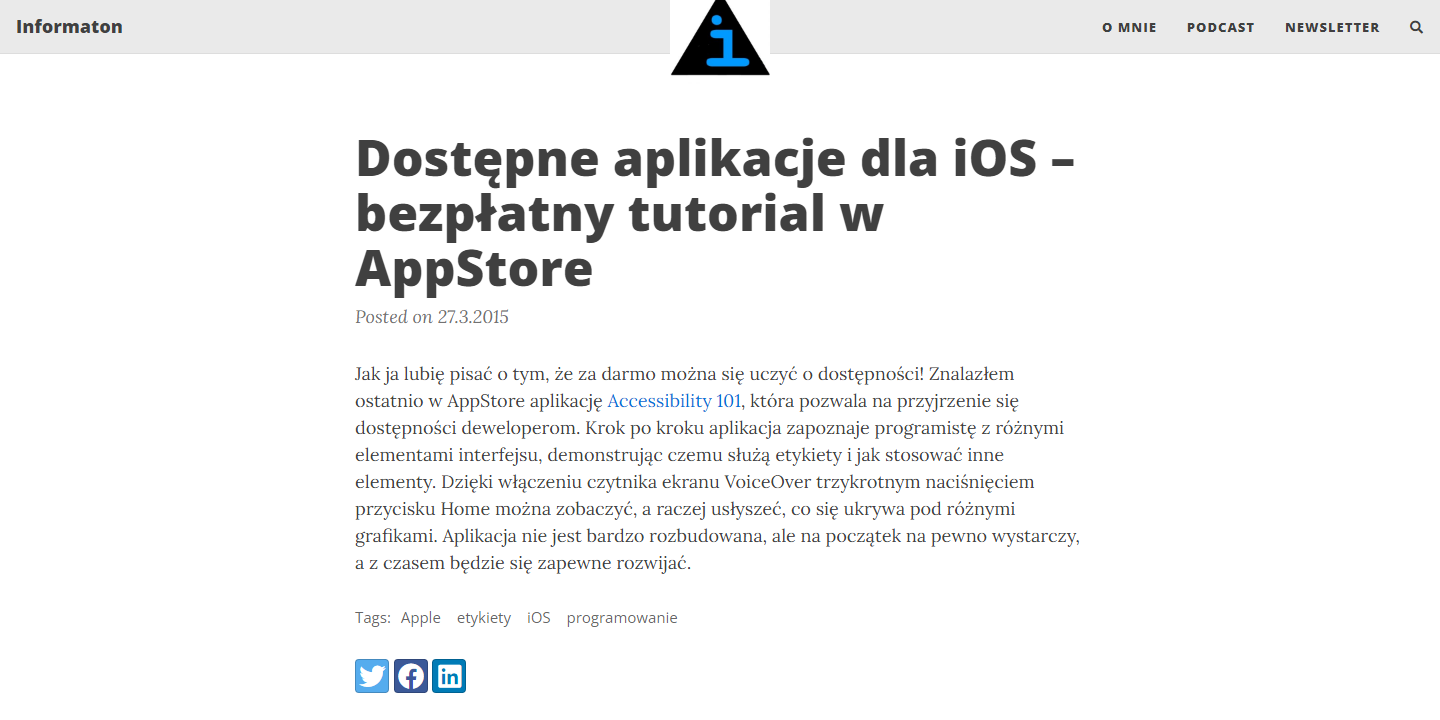 Informaton
i
O MNIE
PODCAST
NEWSLETTER
Dostępne aplikacje dla iOS –
bezpłatny tutorial w
AppStore
Posted on 27.3.2015
Jak ja lubię pisać o tym, że za darmo można się uczyć o dostępności! Znalazłem
ostatnio w AppStore aplikację Accessibility 101, która pozwala na przyjrzenie się
dostępności deweloperom. Krok po kroku aplikacja zapoznaje programistę z różnymi
elementami interfejsu, demonstrując czemu służą etykiety i jak stosować inne
elementy. Dzięki włączeniu czytnika ekranu VoiceOver trzykrotnym naciśnięciem
przycisku Home można zobaczyć, a raczej usłyszeć, co się ukrywa pod różnymi
grafikami. Aplikacja nie jest bardzo rozbudowana, ale na początek na pewno wystarczy,
a z czasem będzie się zapewne rozwijać.
Tags: Apple etykiety iOS programowanie